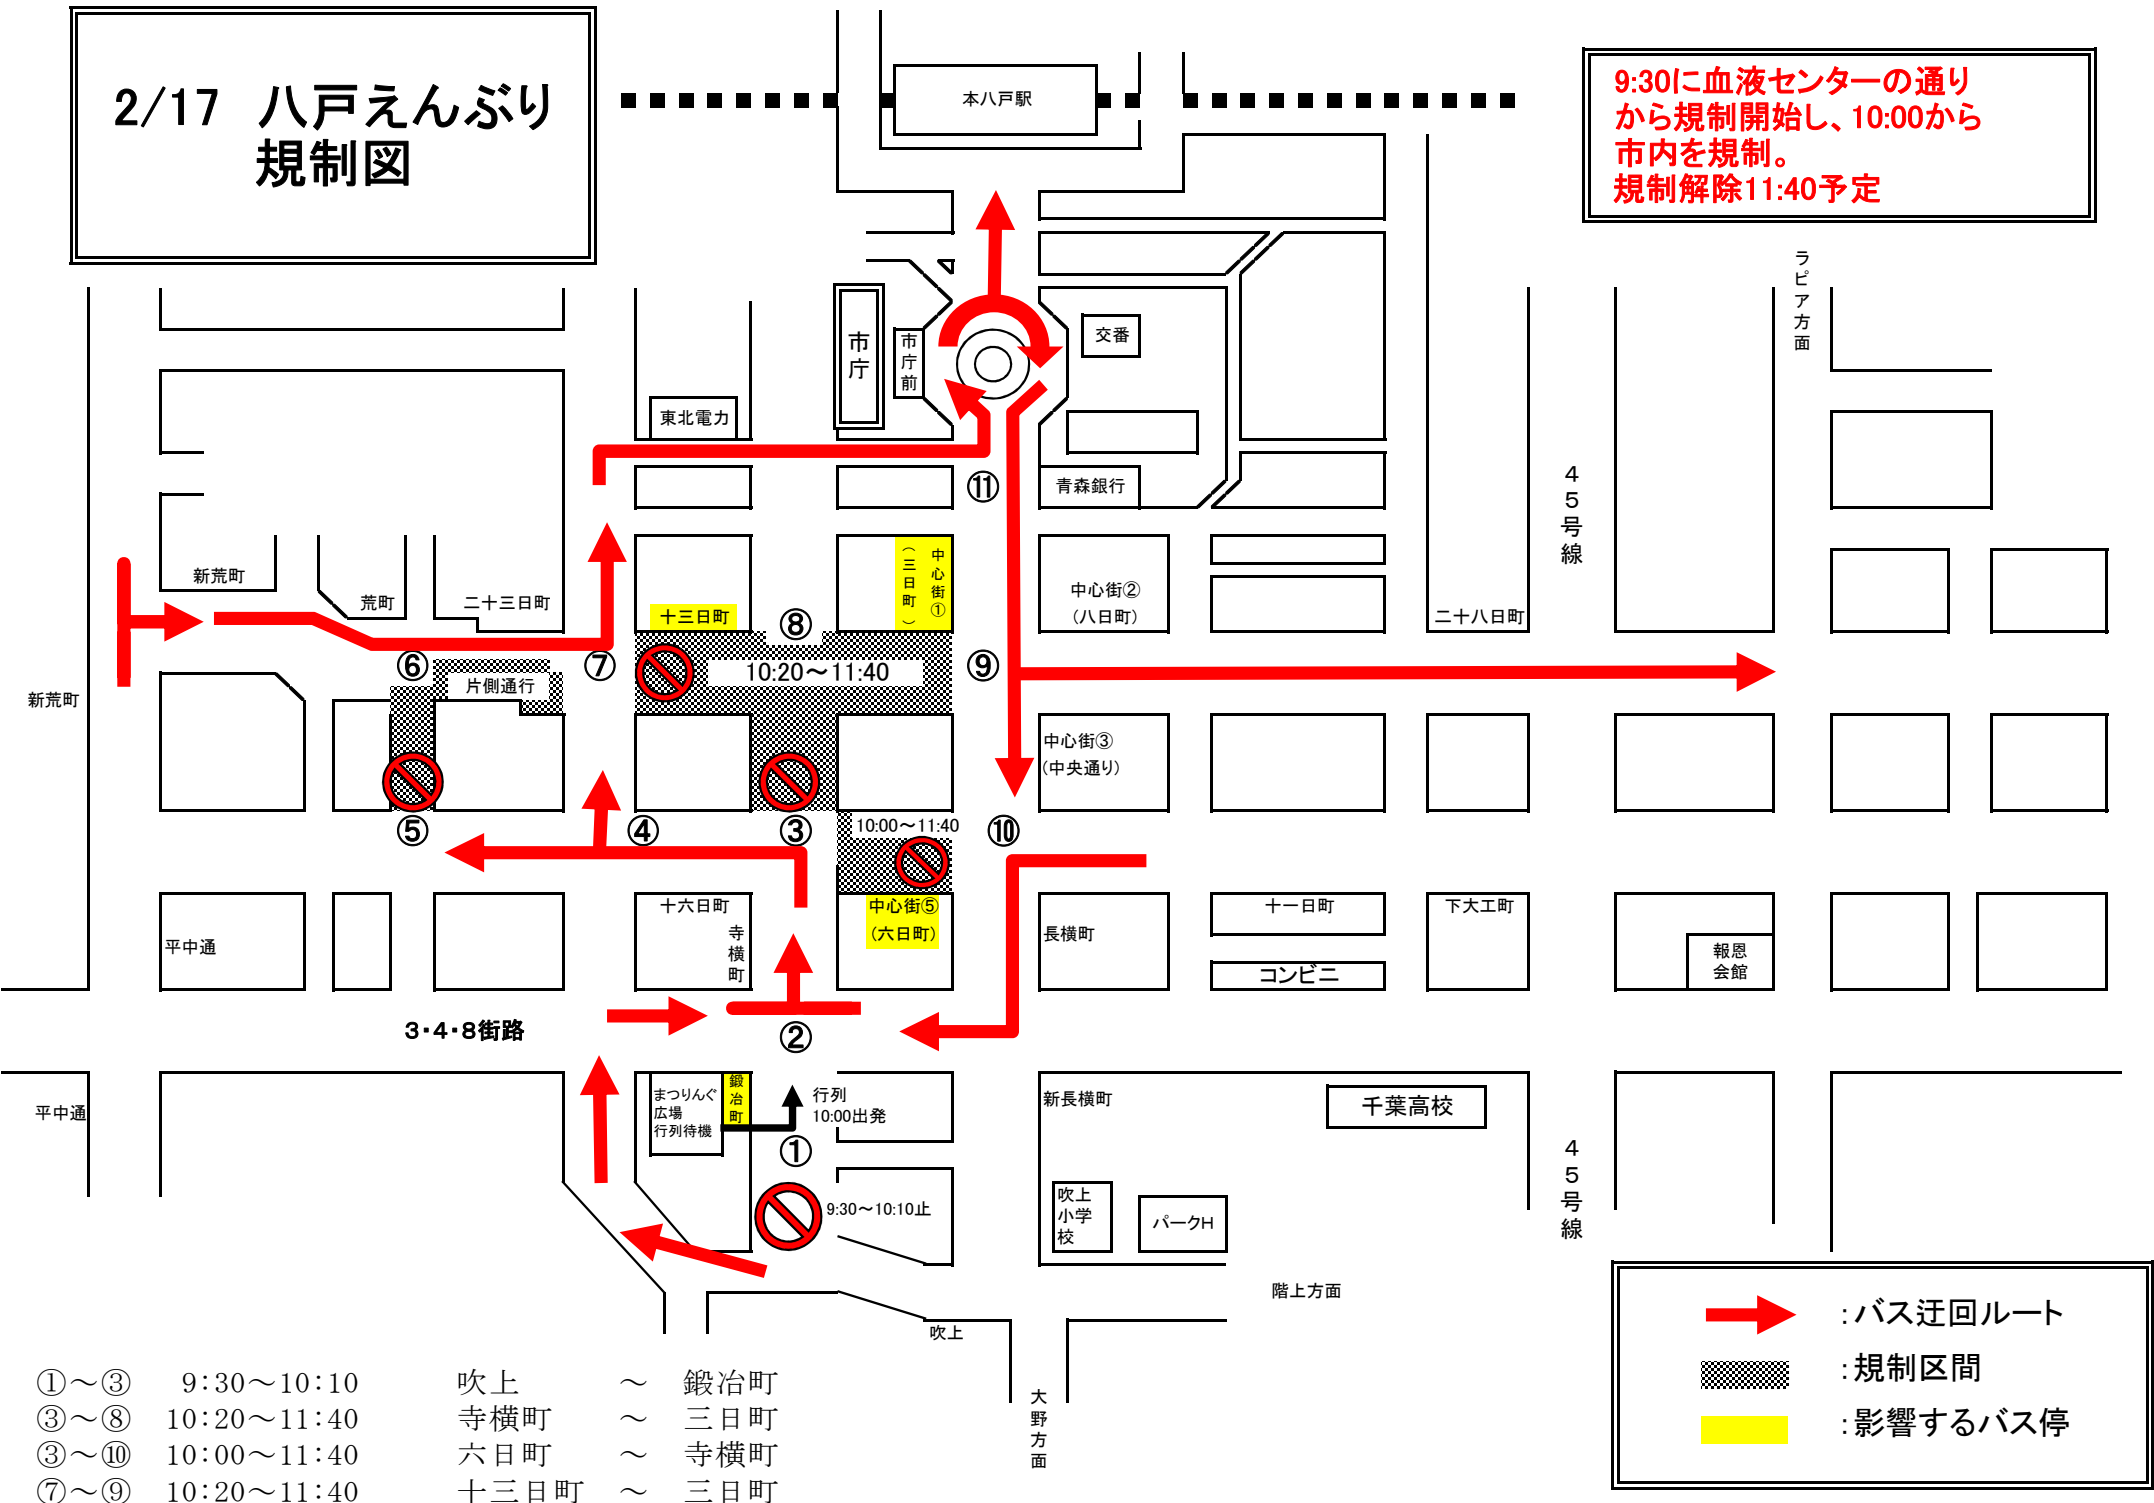 2/17　八戸えんぶり
規制図
9:30に血液センターの通り
から規制開始し、10:00から
市内を規制。
規制解除11:40予定
本八戸駅
ラピア方面
市庁
市庁前
交番
東北電力
青森銀行
⑪
45号線
新荒町
荒町
二十三日町
十三日町
⑧
中心街①
（三日町）
中心街②
(八日町)
二十八日町
⑥
⑦
⑨
10:20～11:40
片側通行
新荒町
中心街③
(中央通り)
⑤
④
③
10:00～11:40
⑩
平中通
十六日町
寺横町
中心街⑤
(六日町)
長横町
十一日町
コンビニ
下大工町
報恩
会館
3・4・8街路
②
平中通
まつりんぐ
広場
行列待機
鍛冶町
行列
10:00出発
①
新長横町
千葉高校
45号線
9:30～10:10止
吹上
小学
校
パークH
階上方面
吹上
大野方面
①～③　9:30～10:10　吹上　～　鍛冶町
③～⑧　10:20～11:40　寺横町　～　三日町
③～⑩　10:00～11:40　六日町　～　寺横町
⑦～⑨　10:20～11:40　十三日町　～　三日町
：バス迂回ルート
：規制区間
：影響するバス停